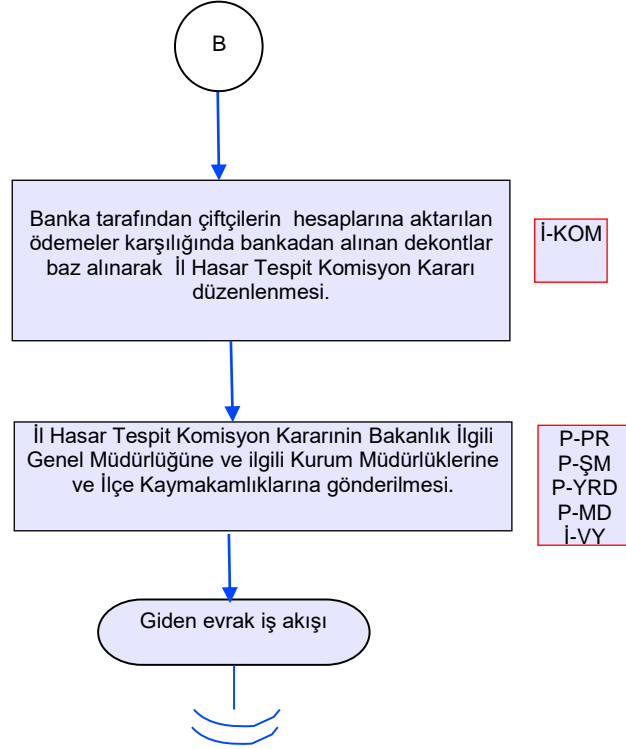 B
Banka tarafından çiftçilerin hesaplarına aktarılan
ödemeler karşılığında bankadan alınan dekontlar
baz alınarak İl Hasar Tespit Komisyon Kararı
düzenlenmesi.
İ-KOM
İl Hasar Tespit Komisyon Kararınin Bakanlık İlgili
Genel Müdürlüğüne ve ilgili Kurum Müdürlüklerine
ve İlçe Kaymakamlıklarına gönderilmesi.
P-PR
P-ŞM
P-YRD
P-MD
İ-VY
Giden evrak iş akışı